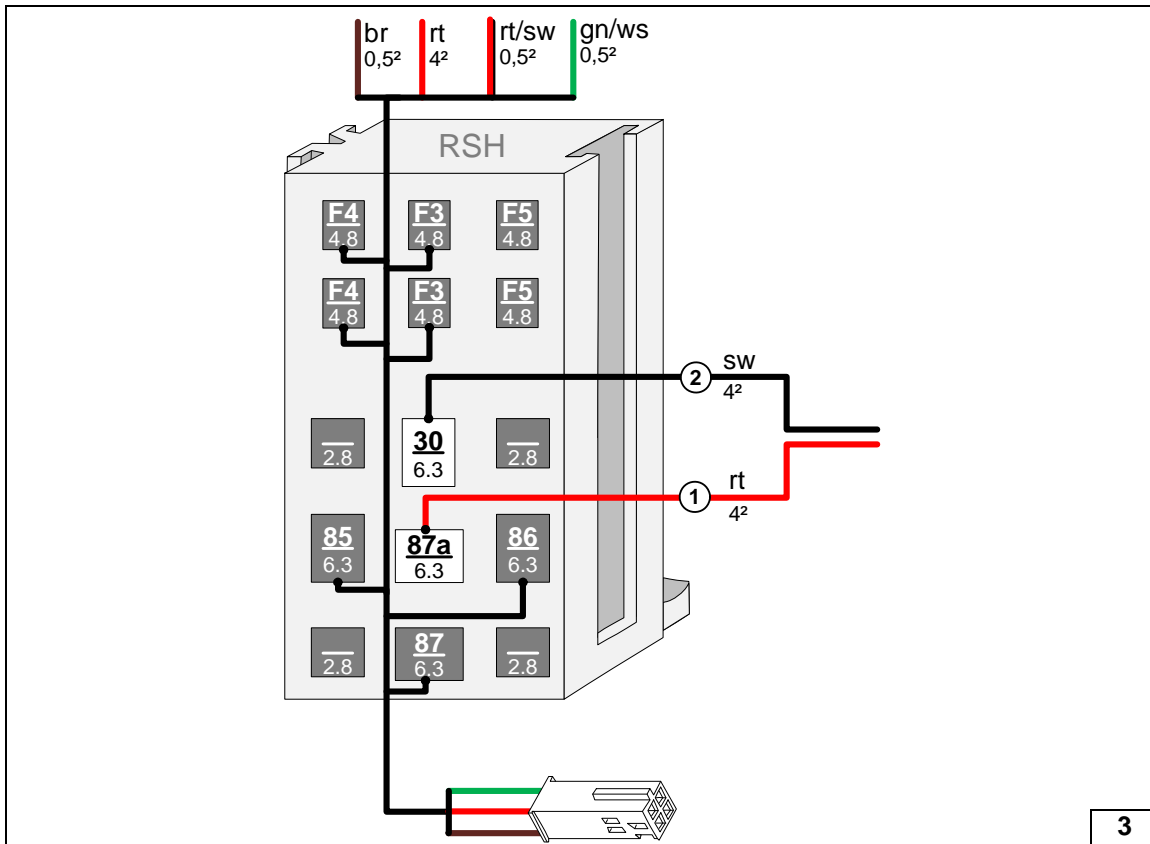 br rt rt/sw gn/ws
0,5² 4² 0,5² 0,5²
RSH
F4 F3 F5
4.8 4.8 4.8
F4 F3 F5
4.8 4.8 4.8
2 sw
4²
30
2.8 6.3 2.8
1 rt
4²
85 87a 86
6.3 6.3 6.3
87
2.8 6.3 2.8
3